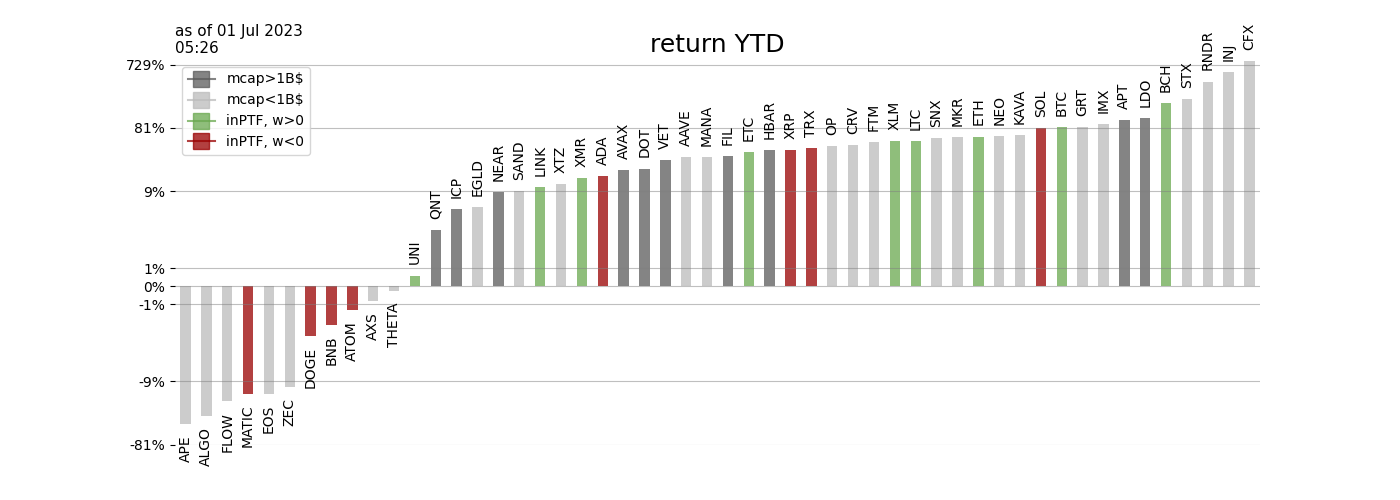 as of 01 Jul 2023
05:26
return YTD
729%
81%
9%
1%
0%
-1%
-9%
-81%
mcap>1B$
mcap<1B$
inPTF, w>0
inPTF, w<0
APE
ALGO
FLOW
MATIC
EOS
ZEC
DOGE
BNB
ATOM
AXS
THETA
UNI
QNT
ICP
EGLD
NEAR
SAND
LINK
XTZ
XMR
ADA
AVAX
DOT
VET
AAVE
MANA
FIL
ETC
HBAR
XRP
TRX
OP
CRV
FTM
XLM
LTC
SNX
MKR
ETH
NEO
KAVA
SOL
BTC
GRT
IMX
APT
LDO
BCH
STX
RNDR
INJ
CFX